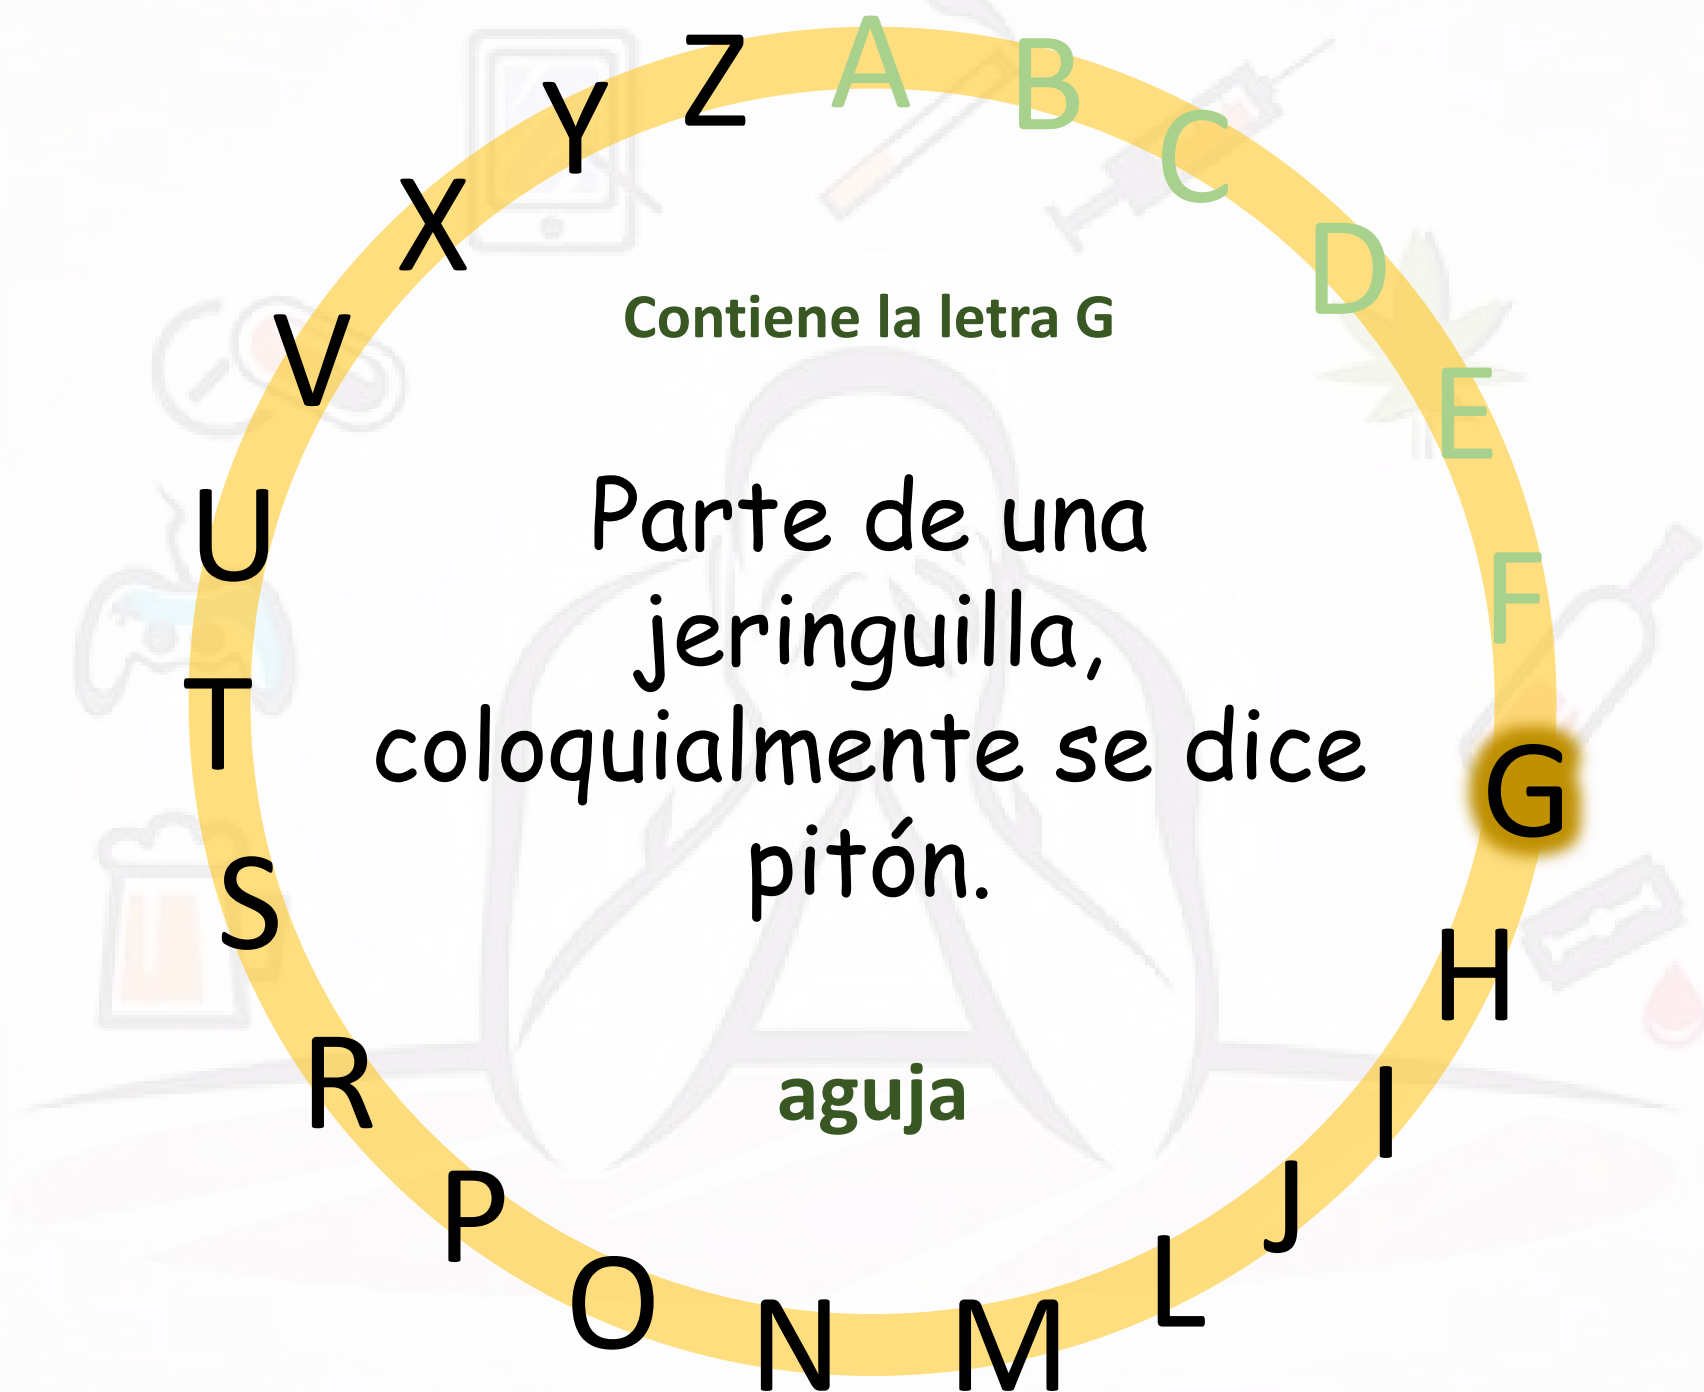 A
B
C
D
E
F
G
H
I
J
L
M
N
O
P
R
S
T
U
V
X
Y
Z
Contiene la letra G
Parte de una
jeringuilla,
coloquialmente se dice
pitón.
aguja